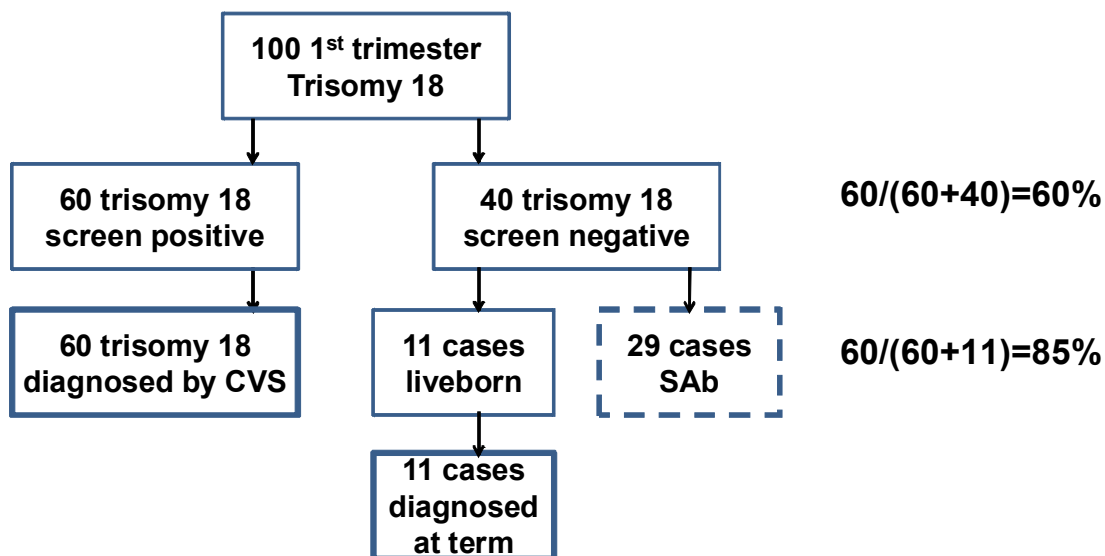 100 1st trimester
Trisomy 18
60 trisomy 18
screen positive
40 trisomy 18
screen negative
60/(60+40)=60%
60 trisomy 18
diagnosed by CVS
11 cases
liveborn
29 cases
SAb
60/(60+11)=85%
11 cases
diagnosed
at term